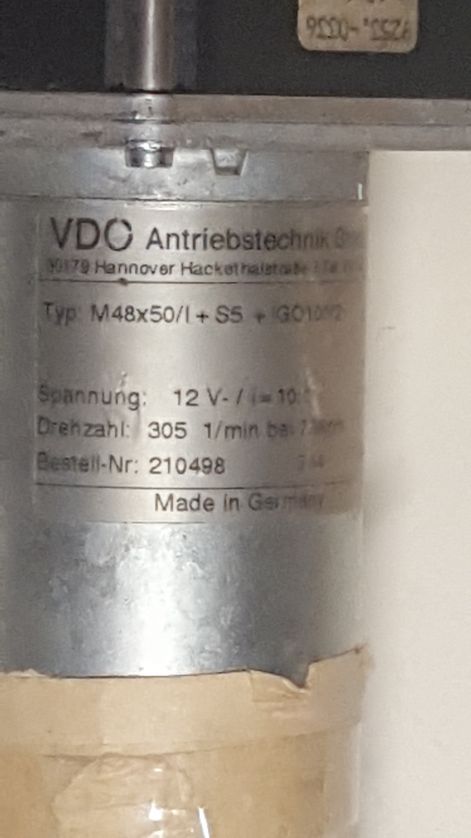 VDO Antriebstechnik
30179 Hannover Hackethalstraße
Typ: M48x50/I + S5 +
Spannung: 12 V- / i = 10:1
Drehzahl: 305 1/min bei
Bestell-Nr: 210498
Made in Germany